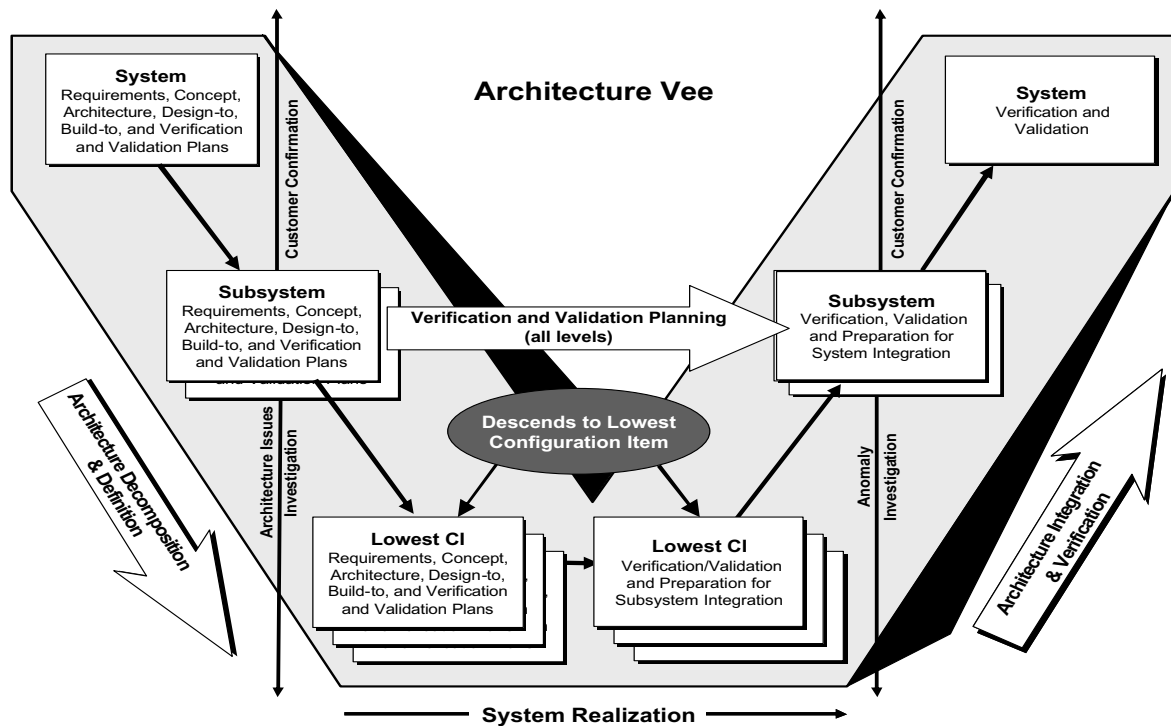 Architecture Vee
System
Requirements, Concept,
Architecture, Design-to,
Build-to, and Verification
and Validation Plans
Customer Confirmation
Customer Confirmation
System
Verification and
Validation
Subsystem
Requirements, Concept,
Architecture, Design-to,
Build-to, and Verification
and Validation Plans
and Validation Plans
Verification and Validation Planning
(all levels)
Subsystem
Verification, Validation
and Preparation for
System Integration
Architecture Decomposition
& Definition
Architecture Issues
Investigation
Descends to Lowest
Configuration Item
Anomaly
Investigation
Architecture Integration
& Verification
Lowest CI
Requirements, Concept,
Architecture, Design-to,
Build-to, and Verification
and Validation Plans
Lowest CI
Verification/Validation
and Preparation for
Subsystem Integration
System Realization